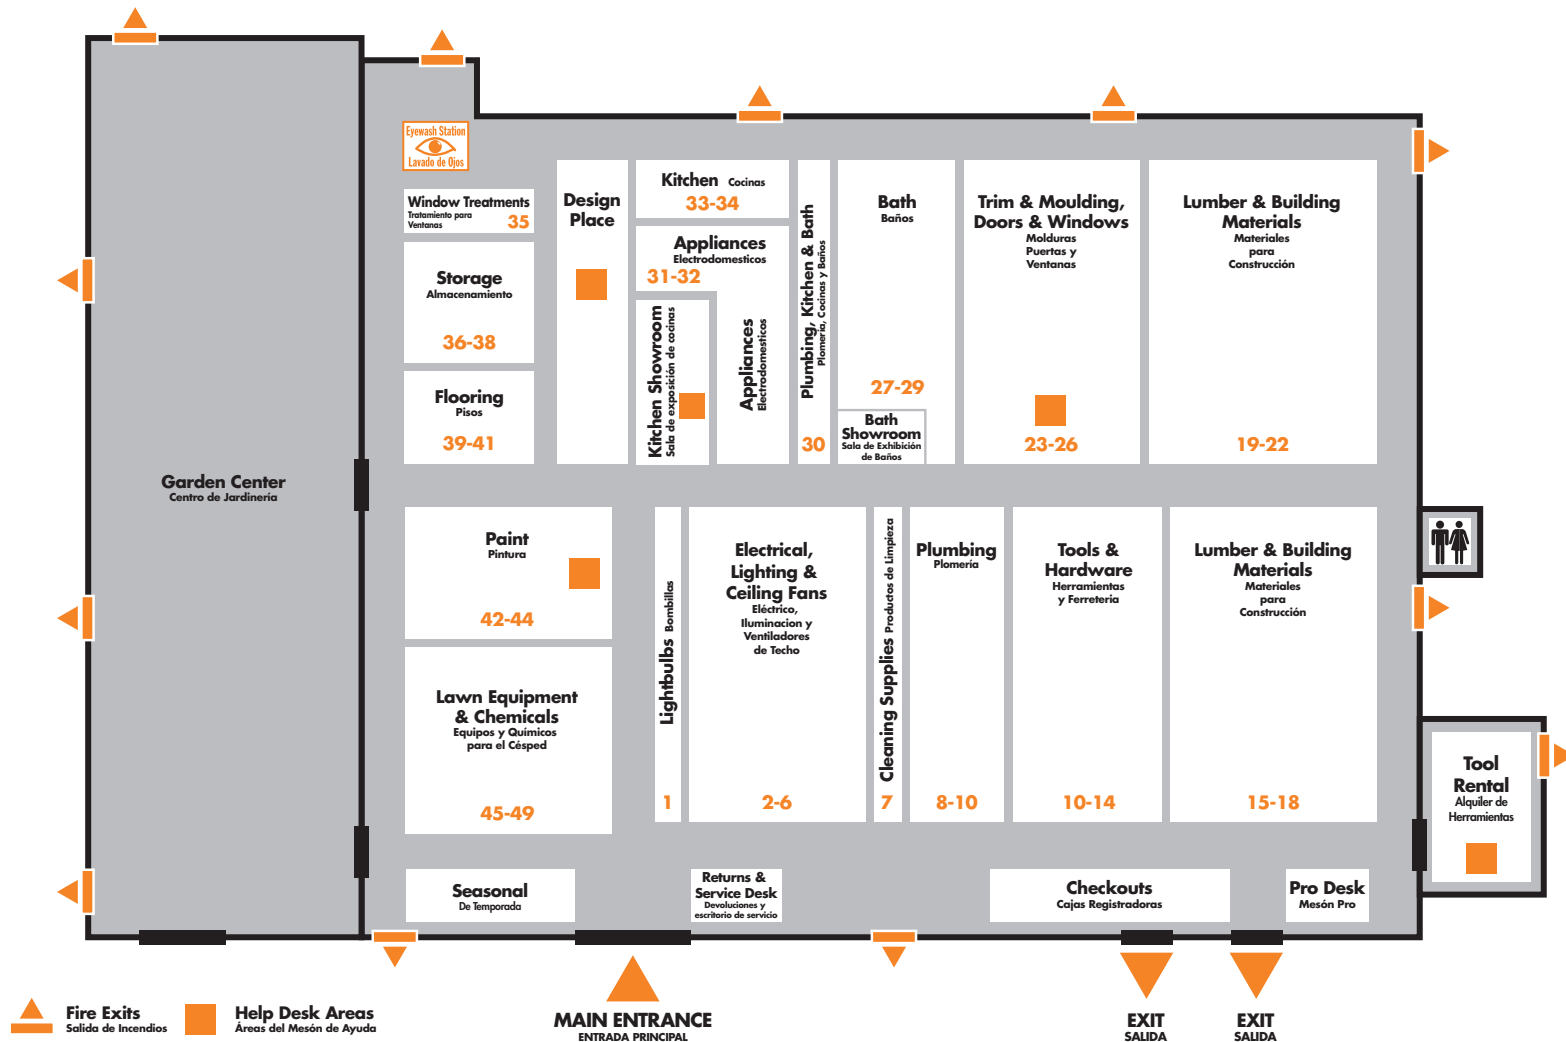 Eyewash Station
Lavado de Ojos
Window Treatments
Tratamiento para
Ventanas
35
Storage
Almacenamiento
36-38
Flooring
Pisos
39-41
Design
Place
Kitchen Cocinas
33-34
Appliances
Electrodomesticos
31-32
Kitchen Showroom
Sala de exposición de cocinas
Appliances
Electrodomesticos
Plumbing, Kitchen & Bath
Plomería, Cocinas y Baños
30
Bath
Baños
27-29
Bath
Showroom
Sala de Exhibición
de Baños
Trim & Moulding,
Doors & Windows
Molduras
Puertas y
Ventanas
23-26
Lumber & Building
Materials
Materiales
para
Construcción
19-22
Garden Center
Centro de Jardinería
Paint
Pintura
42-44
Lawn Equipment
& Chemicals
Equipos y Químicos
para el Césped
45-49
Lightbulbs Bombillas
1
Electrical,
Lighting &
Ceiling Fans
Eléctrico,
Iluminacion y
Ventiladores
de Techo
2-6
Cleaning Supplies Productos de Limpieza
7
Plumbing
Plomería
8-10
Tools &
Hardware
Herramientas
y Ferreteria
10-14
Lumber & Building
Materials
Materiales
para
Construcción
15-18
Tool
Rental
Alquiler de
Herramientas
Seasonal
De Temporada
Returns &
Service Desk
Devoluciones y
escritorio de servicio
Checkouts
Cajas Registradoras
Pro Desk
Mesón Pro
Fire Exits
Salida de Incendios
Help Desk Areas
Áreas del Mesón de Ayuda
MAIN ENTRANCE
ENTRADA PRINCIPAL
EXIT
SALIDA
EXIT
SALIDA